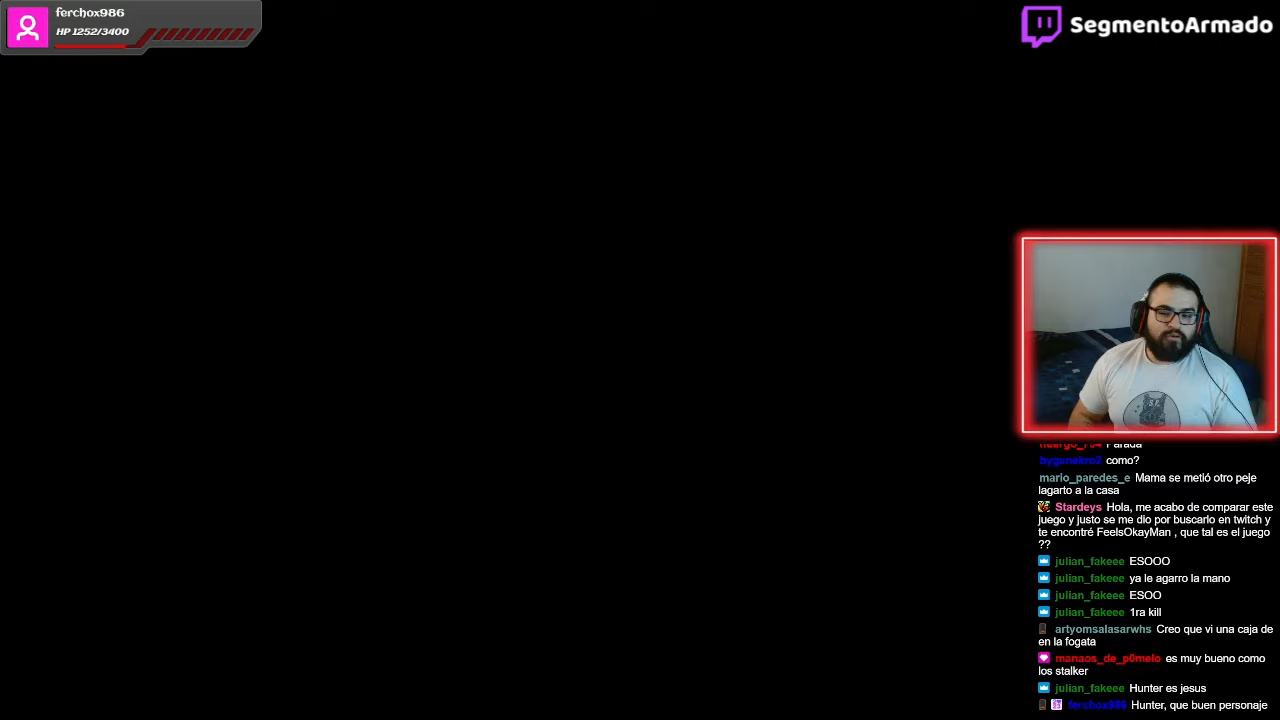 ferchox986
HP 1252/3400
SegmentoArmado
Parada
bygsnekro2 como?
mario_paredes_e Mama se metió otro peje
lagarto a la casa
Stardeys Hola, me acabo de comparar este
juego y justo se me dio por buscarlo en twitch y
te encontré FeelsOkayMan , que tal es el juego
??
julian_fakeee ESOOO
julian_fakeee ya le agarro la mano
julian_fakeee ESOO
julian_fakeee 1ra kill
artyomsalasarwhs Creo que vi una caja de
en la fogata
manaos_de_p0melo es muy bueno como
los stalker
julian_fakeee Hunter es jesus
ferchox986 Hunter, que buen personaje